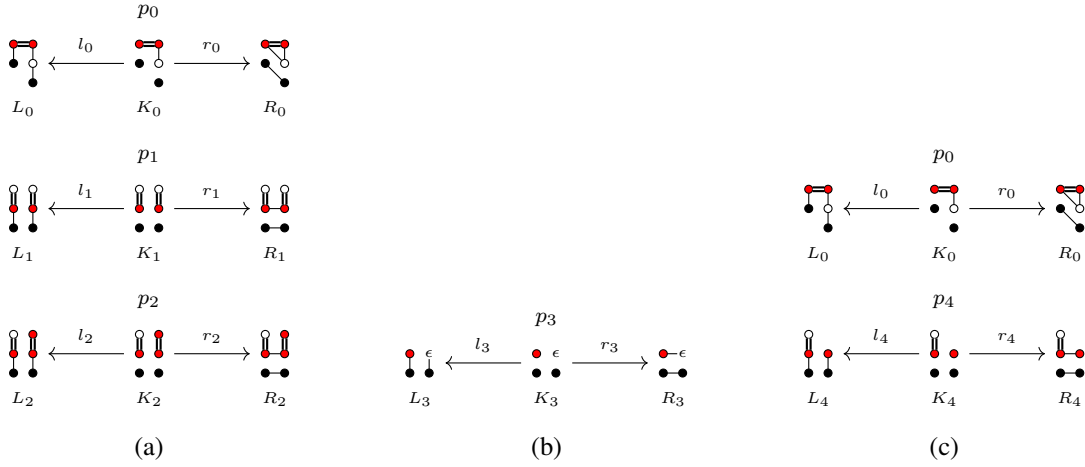 p₀
l₀ r₀
L₀ K₀ R₀
p₁
l₁ r₁
L₁ K₁ R₁
p₂
l₂ r₂
L₂ K₂ R₂
(a)
p₃
l₃ r₃
ϵ ϵ ϵ
L₃ K₃ R₃
(b)
p₀
l₀ r₀
L₀ K₀ R₀
p₄
l₄ r₄
L₄ K₄ R₄
(c)